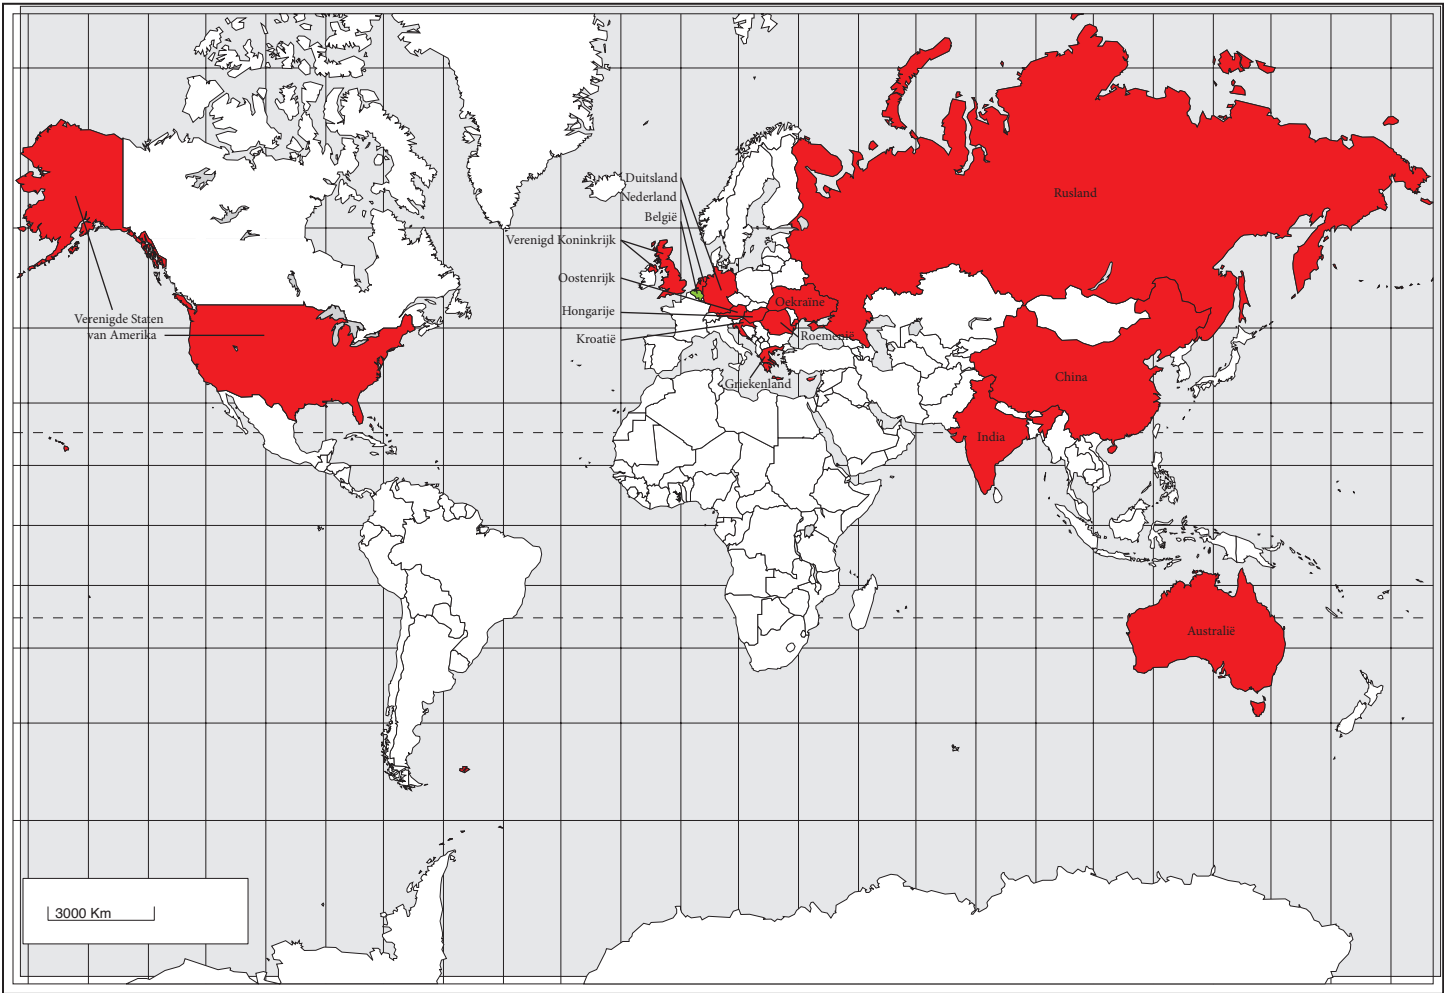 Rusland
Duitsland
Nederland
België
Verenigd Koninkrijk
Oostenrijk
Oekraïne
Hongarije
Verenigde Staten
van Amerika
Roemenië
Kroatië
China
Griekenland
India
Australië
3000 Km